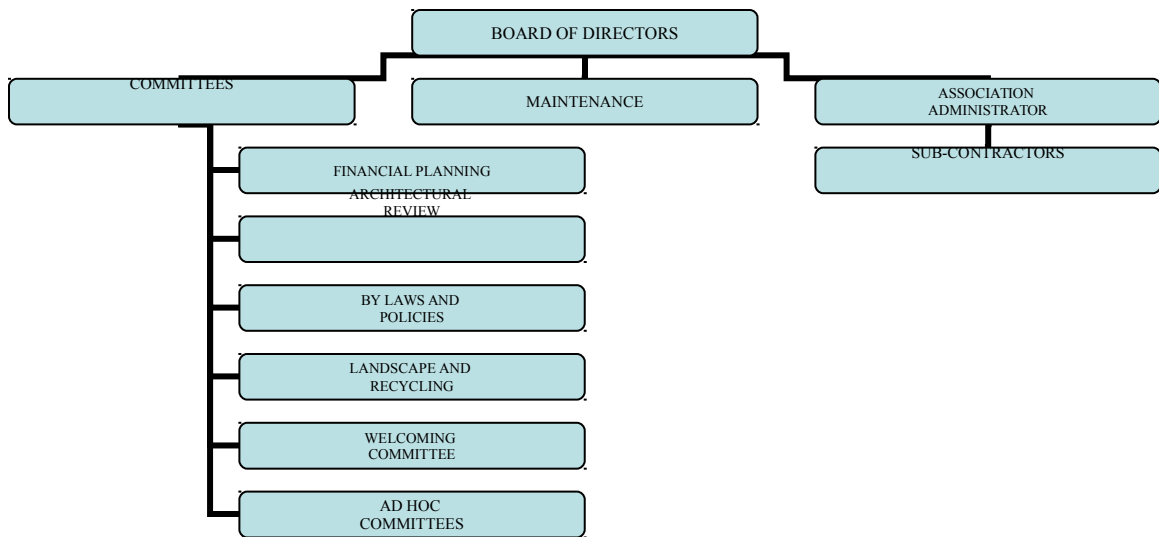 BOARD OF DIRECTORS
COMMITTEES
MAINTENANCE
ASSOCIATION
ADMINISTRATOR
SUB-CONTRACTORS
FINANCIAL PLANNING
ARCHITECTURAL
REVIEW
BY LAWS AND
POLICIES
LANDSCAPE AND
RECYCLING
WELCOMING
COMMITTEE
AD HOC
COMMITTEES